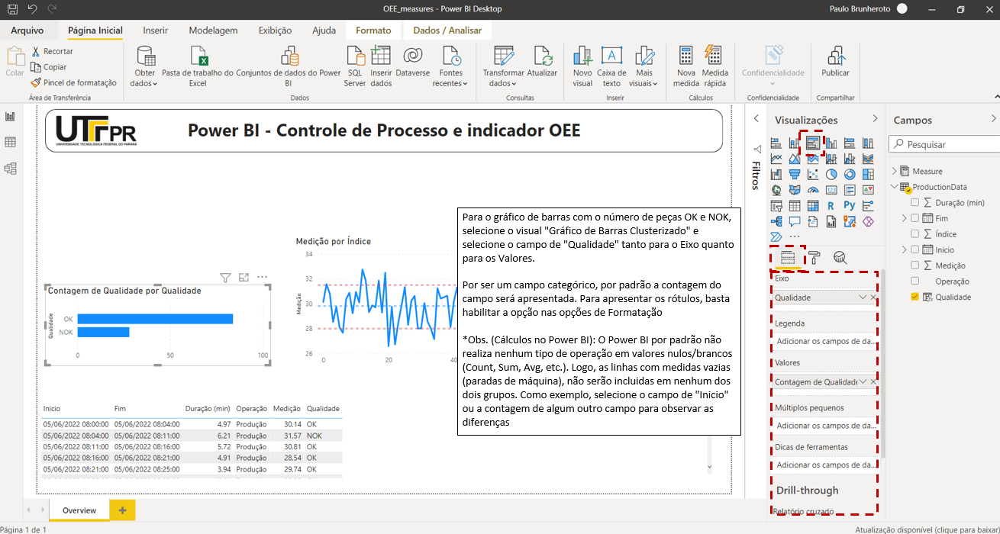 OEE_measures - Power BI Desktop
Paulo Brunheroto
Arquivo
Página Inicial
Inserir
Modelagem
Exibição
Ajuda
Formato
Dados / Analisar
Colar
Recortar
Copiar
Pincel de formatação
Área de Transferência
Obter
dados
Pasta de trabalho do
Excel
Conjuntos de dados do Power
BI
SQL
Server
Inserir
dados
Dataverse
Fontes
recentes
Dados
Transformar
dados
Atualizar
Consultas
Novo
visual
Caixa de
texto
Mais
visuais
Inserir
Nova
medida
Medida
rápida
Cálculos
Confidencialidade
Confidencialidade
Publicar
Compartilhar
UTFPR
UNIVERSIDADE TECNOLÓGICA FEDERAL DO PARANÁ
Power BI - Controle de Processo e indicador OEE
Contagem de Qualidade por Qualidade
Qualidade
OK
NOK
0 50 100
Medição por Índice
Medição
34
32
30
28
26
0 20 40
Para o gráfico de barras com o número de peças OK e NOK,
selecione o visual "Gráfico de Barras Clusterizado" e
selecione o campo de "Qualidade" tanto para o Eixo quanto
para os Valores.
Por ser um campo categórico, por padrão a contagem do
campo será apresentada. Para apresentar os rótulos, basta
habilitar a opção nas opções de Formatação
*Obs. (Cálculos no Power BI): O Power BI por padrão não
realiza nenhum tipo de operação em valores nulos/brancos
(Count, Sum, Avg, etc.). Logo, as linhas com medidas vazias
(paradas de máquina), não serão incluidas em nenhum dos
dois grupos. Como exemplo, selecione o campo de "Inicio"
ou a contagem de algum outro campo para observar as
diferenças
Inicio Fim Duração (min) Operação Medição Qualidade
05/06/2022 08:00:00 05/06/2022 08:04:00 4,97 Produção 30,14 OK
05/06/2022 08:04:00 05/06/2022 08:11:00 6,21 Produção 31,57 NOK
05/06/2022 08:11:00 05/06/2022 08:16:00 5,72 Produção 30,81 OK
05/06/2022 08:16:00 05/06/2022 08:21:00 4,91 Produção 28,54 OK
05/06/2022 08:21:00 05/06/2022 08:25:00 3,94 Produção 29,74 OK
Filtros
Visualizações
123
R
Py
Eixo
Qualidade
Legenda
Adicionar os campos de da...
Valores
Contagem de Qualidade
Múltiplos pequenos
Adicionar os campos de da...
Dicas de ferramentas
Adicionar os campos de da...
Drill-through
Relatório cruzado
Campos
Pesquisar
Measure
ProductionData
Duração (min)
Fim
Índice
Inicio
Medição
Operação
Qualidade
Overview
Página 1 de 1
Atualização disponível (clique para baixar)